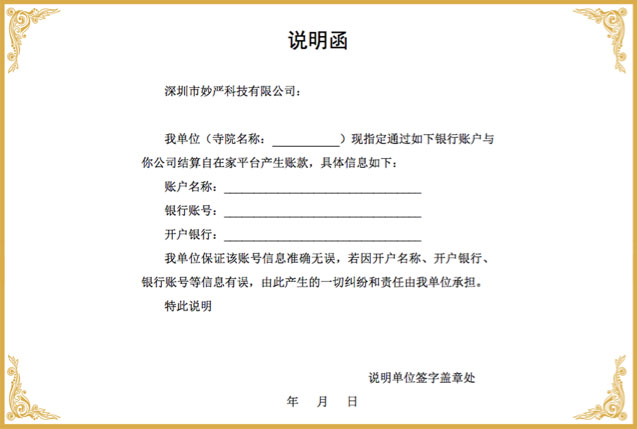 说明函
深圳市妙严科技有限公司：
我单位（寺院名称：__________）现指定通过如下银行账户与
你公司结算自在家平台产生账款，具体信息如下：
账户名称：______________________________
银行账号：______________________________
开户银行：______________________________
我单位保证该账号信息准确无误，若因开户名称、开户银行、
银行账号等信息有误，由此产生的一切纠纷和责任由我单位承担。
特此说明
说明单位签字盖章处
年 月 日